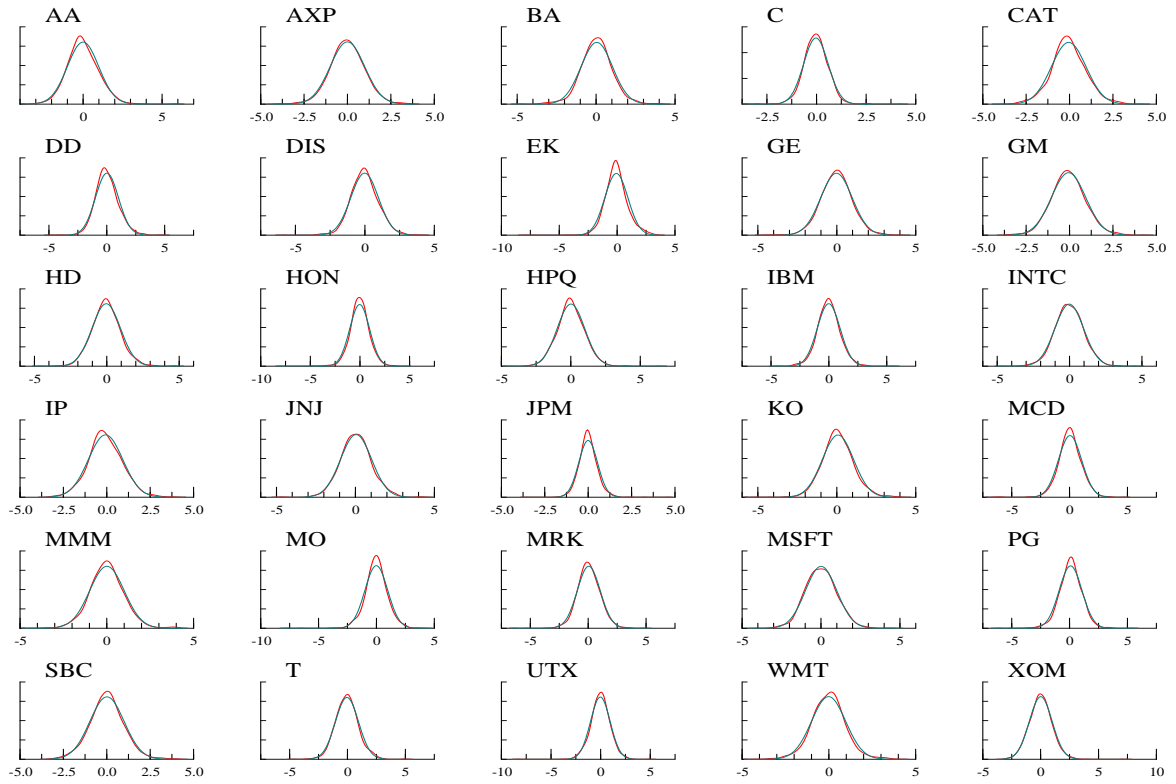 AA AXP BA C CAT
0 5 -5.0 -2.5 0.0 2.5 5.0 -5 0 5 -2.5 0.0 2.5 5.0 -5.0 -2.5 0.0 2.5 5.0
DD DIS EK GE GM
-5 0 5 -5 0 5 -10 -5 0 5 -5 0 5 -5.0 -2.5 0.0 2.5 5.0
HD HON HPQ IBM INTC
-5 0 5 -10 -5 0 5 -5 0 5 -5 0 5 -5 0 5
IP JNJ JPM KO MCD
-5.0 -2.5 0.0 2.5 5.0 -5 0 5 -5.0 -2.5 0.0 2.5 5.0 -5 0 5 -5 0 5
MMM MO MRK MSFT PG
-5 0 5 -10 -5 0 5 -5 0 5 -5 0 5 -5 0 5
SBC T UTX WMT XOM
-5.0 -2.5 0.0 2.5 5.0 -5 0 5 -10 -5 0 5 -5 0 5 -5 0 5 10